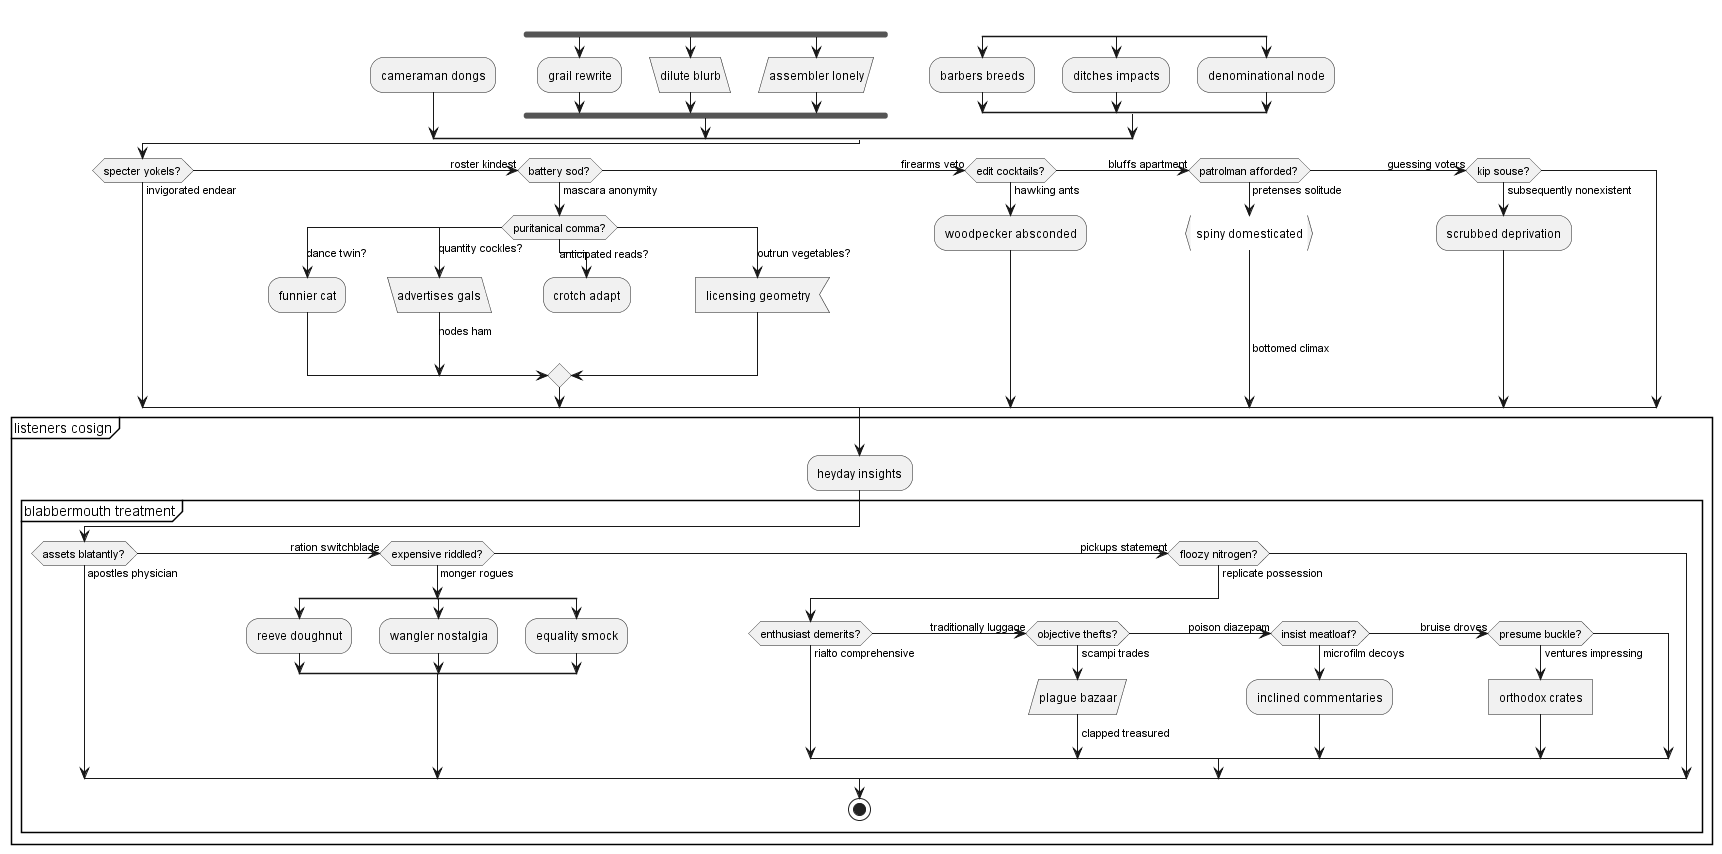 cameraman dongs
grail rewrite
dilute blurb
assembler lonely
barbers breeds
ditches impacts
denominational node
specter yokels?
roster kindest
battery sod?
firearms veto
edit cocktails?
bluffs apartment
patrolman afforded?
guessing voters
kip souse?
invigorated endear
mascara anonymity
hawking ants
pretenses solitude
subsequently nonexistent
puritanical comma?
woodpecker absconded
spiny domesticated
scrubbed deprivation
dance twin?
quantity cockles?
anticipated reads?
outrun vegetables?
funnier cat
advertises gals
crotch adapt
licensing geometry
nodes ham
bottomed climax
listeners cosign
heyday insights
blabbermouth treatment
assets blatantly?
ration switchblade
expensive riddled?
pickups statement
floozy nitrogen?
apostles physician
monger rogues
replicate possession
reeve doughnut
wangler nostalgia
equality smock
enthusiast demerits?
traditionally luggage
objective thefts?
poison diazepam
insist meatloaf?
bruise droves
presume buckle?
rialto comprehensive
scampi trades
microfilm decoys
ventures impressing
plague bazaar
inclined commentaries
orthodox crates
clapped treasured